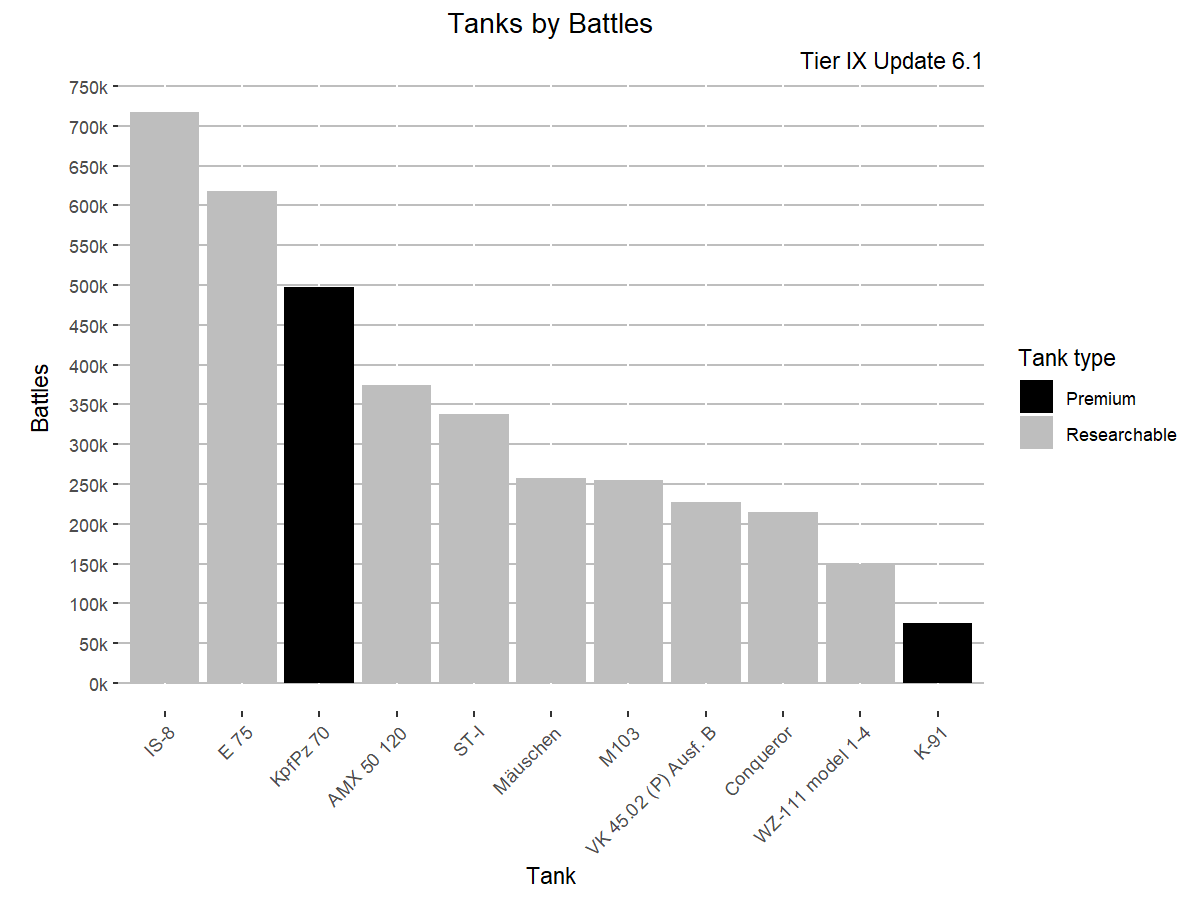 Tanks by Battles
Tier IX Update 6.1
750k
700k
650k
600k
550k
500k
450k
400k
350k
300k
250k
200k
150k
100k
50k
0k
Battles
IS-8
E 75
KpfPz 70
AMX 50 120
ST-I
Mäuschen
M103
VK 45.02 (P) Ausf. B
Conqueror
WZ-111 model 1-4
K-91
Tank
Tank type
Premium
Researchable